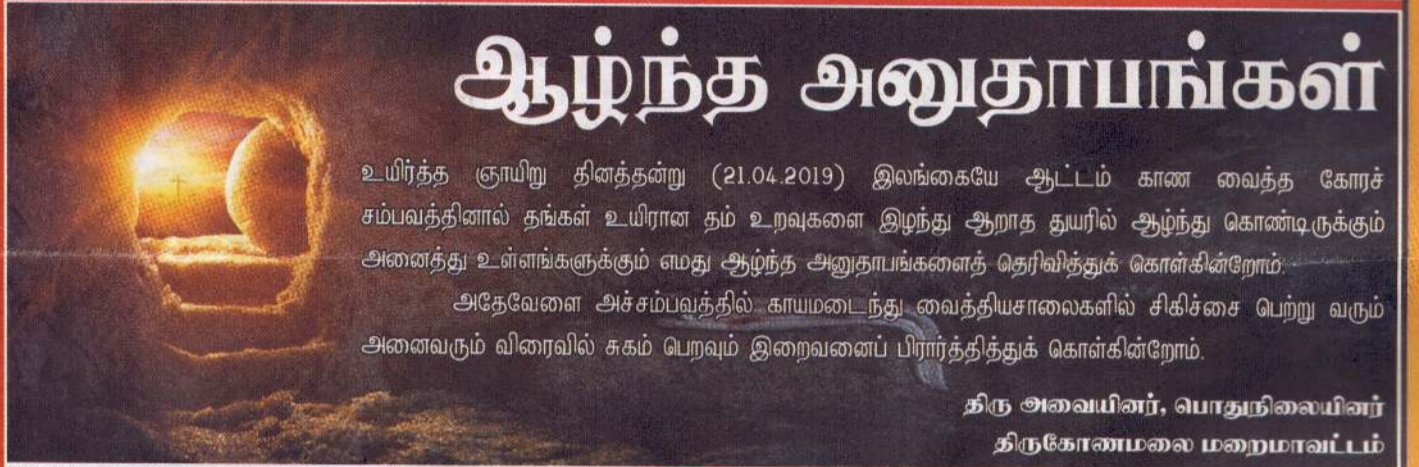 ஆழ்ந்த அனுதாபங்கள்
உயிர்த்த ஞாயிறு தினத்தன்று (21.04.2019) இலங்கையே ஆட்டம் காண வைத்த கோரச்
சம்பவத்தினால் தங்கள் உயிரான தம் உறவுகளை இழந்து ஆறாத துயரில் ஆழ்ந்து கொண்டிருக்கும்
அனைத்து உள்ளங்களுக்கும் எமது ஆழ்ந்த அனுதாபங்களைத் தெரிவித்துக் கொள்கின்றோம்.
அதேவேளை அச்சம்பவத்தில் காயமடைந்து வைத்தியசாலைகளில் சிகிச்சை பெற்று வரும்
அனைவரும் விரைவில் சுகம் பெறவும் இறைவனைப் பிரார்த்தித்துக் கொள்கின்றோம்.
திரு அவையினர், பொதுநிலையினர்
திருகோணமலை மறைமாவட்டம்